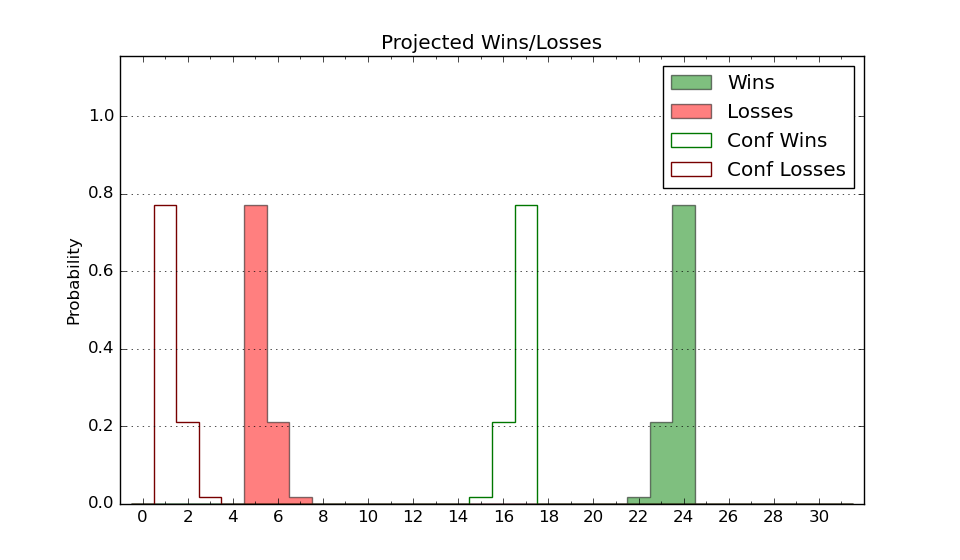 Projected Wins/Losses
Wins
Losses
Conf Wins
Conf Losses
Probability
1.0
0.8
0.6
0.4
0.2
0.0
0 2 4 6 8 10 12 14 16 18 20 22 24 26 28 30